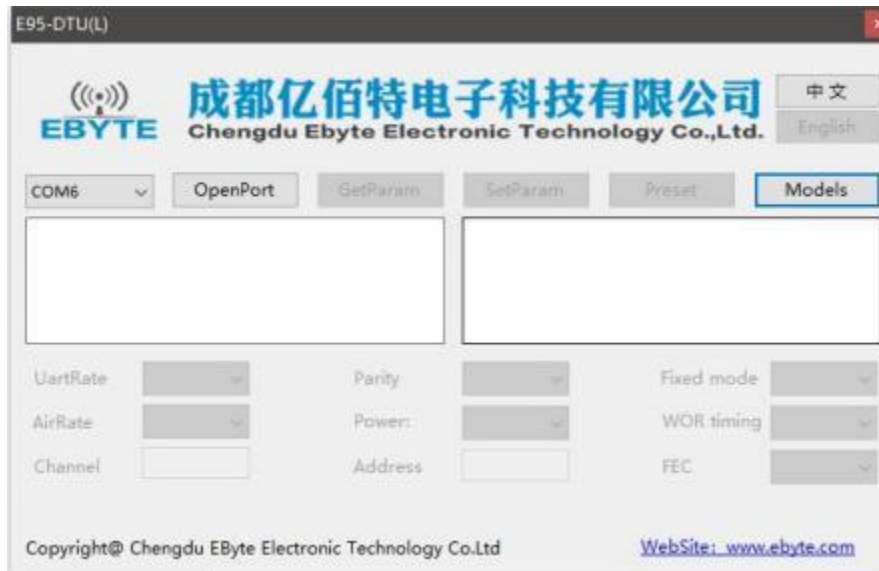 E95-DTU(L)
EBYTE
成都亿佰特电子科技有限公司
Chengdu Ebyte Electronic Technology Co.,Ltd.
中文
English
COM6 OpenPort GetParam SetParam Preset Models
UartRate Parity Fixed mode
AirRate Power: WOR timing
Channel Address FEC
Copyright@ Chengdu EByte Electronic Technology Co.Ltd WebSite: www.ebyte.com